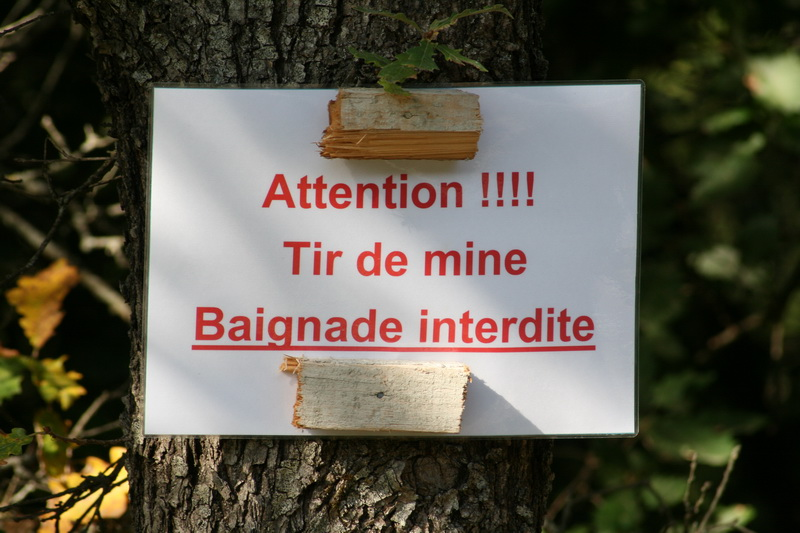 Attention !!!!
Tir de mine
Baignade interdite